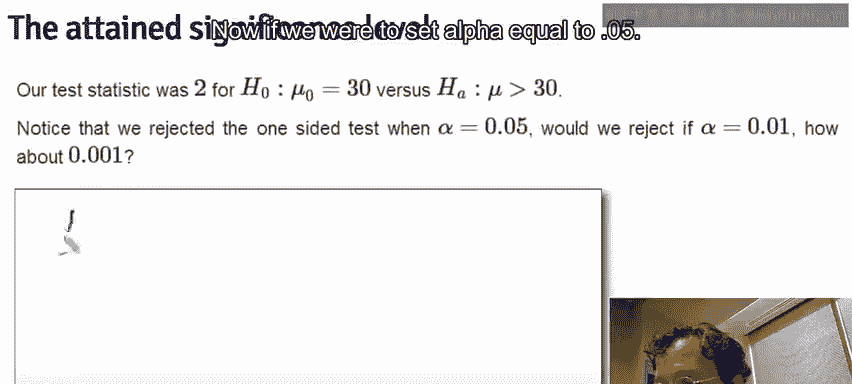 The attained significance level
Now if we were to set alpha equal to .05.
Our test statistic was 2 for H₀ : μ₀ = 30 versus Hₐ : μ > 30.
Notice that we rejected the one sided test when α = 0.05, would we reject if α = 0.01, how
about 0.001?